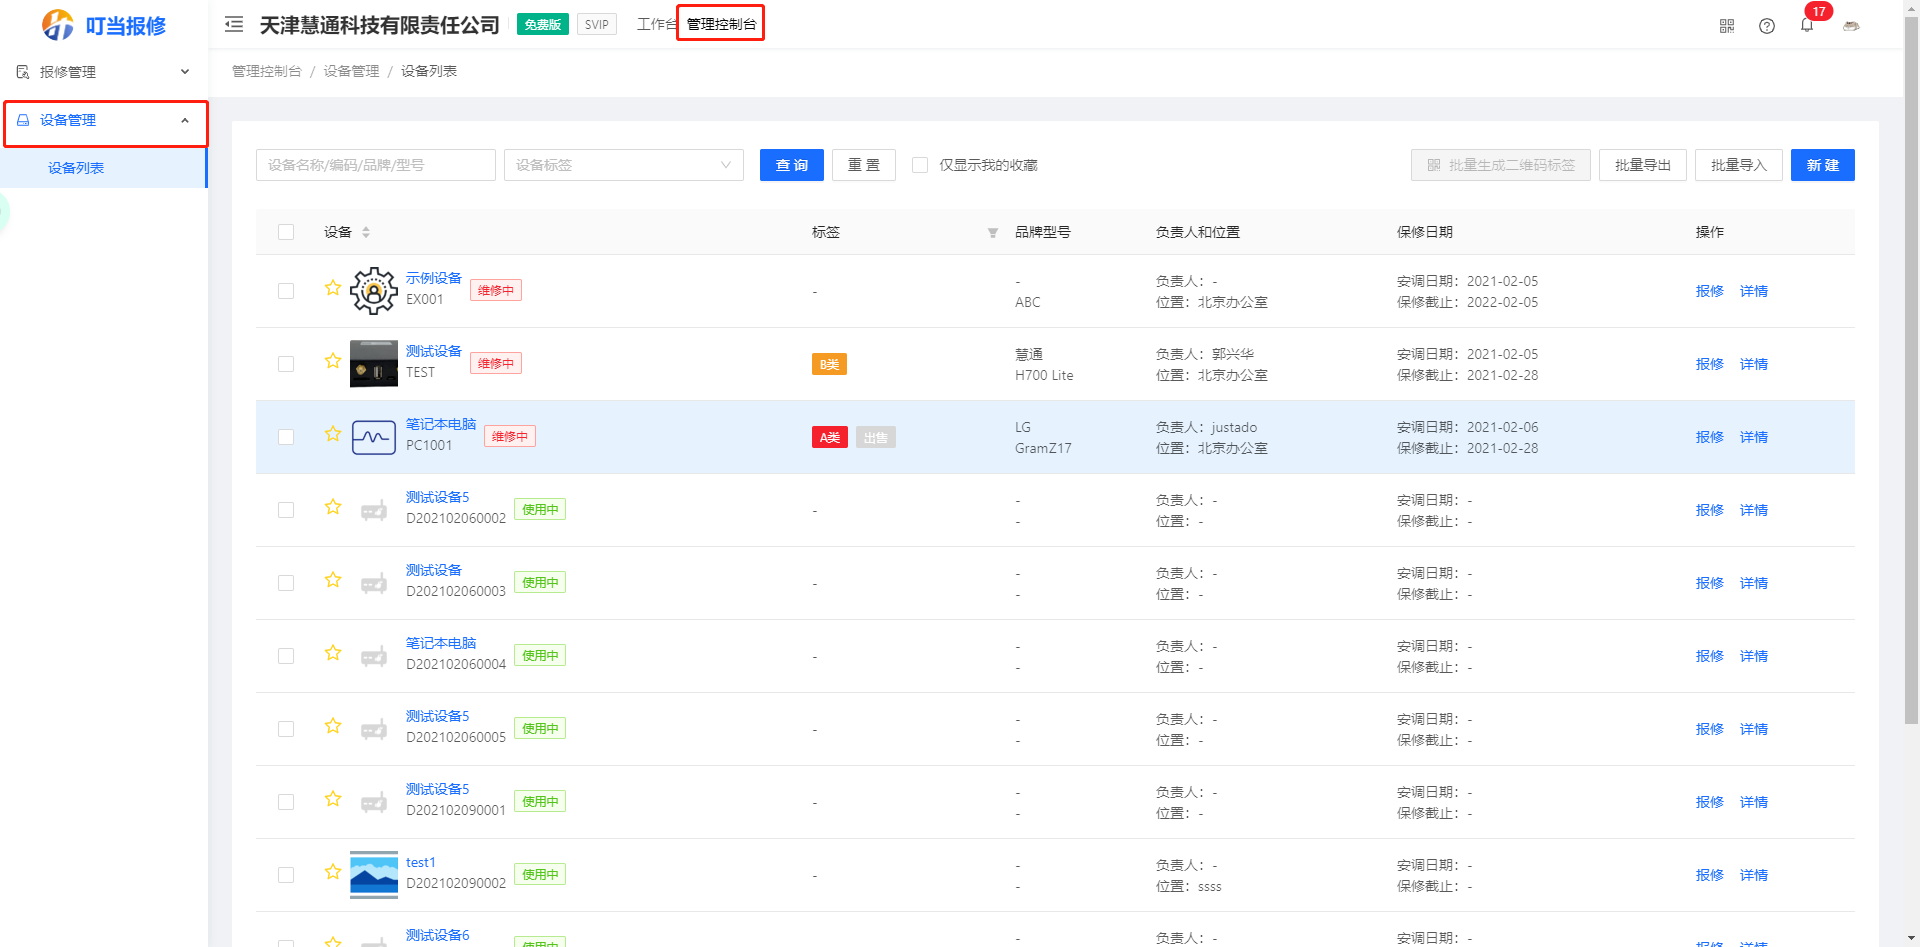 叮当报修
天津慧通科技有限责任公司 免费版 SVIP 工作台 管理控制台 17
报修管理
设备管理
设备列表
管理控制台 / 设备管理 / 设备列表
设备名称/编码/品牌/型号 设备标签 查 询 重 置 仅显示我的收藏 批量生成二维码标签 批量导出 批量导入 新 建
设备 标签 品牌型号 负责人和位置 保修日期 操作
示例设备 维修中 - - 负责人：- 安调日期：2021-02-05 报修 详情
EX001 ABC 位置：北京办公室 保修截止：2022-02-05
测试设备 维修中 B类 慧通 负责人：郭兴华 安调日期：2021-02-05 报修 详情
TEST H700 Lite 位置：北京办公室 保修截止：2021-02-28
笔记本电脑 维修中 A类 出售 LG 负责人：justado 安调日期：2021-02-06 报修 详情
PC1001 GramZ17 位置：北京办公室 保修截止：2021-02-28
测试设备5 使用中 - - 负责人：- 安调日期：- 报修 详情
D202102060002 - 位置：- 保修截止：-
测试设备 使用中 - - 负责人：- 安调日期：- 报修 详情
D202102060003 - 位置：- 保修截止：-
笔记本电脑 使用中 - - 负责人：- 安调日期：- 报修 详情
D202102060004 - 位置：- 保修截止：-
测试设备5 使用中 - - 负责人：- 安调日期：- 报修 详情
D202102060005 - 位置：- 保修截止：-
测试设备5 使用中 - - 负责人：- 安调日期：- 报修 详情
D202102090001 - 位置：- 保修截止：-
test1 使用中 - - 负责人：- 安调日期：- 报修 详情
D202102090002 - 位置：ssss 保修截止：-
测试设备6 使用中 - 负责人：- 安调日期：- 报修 详情